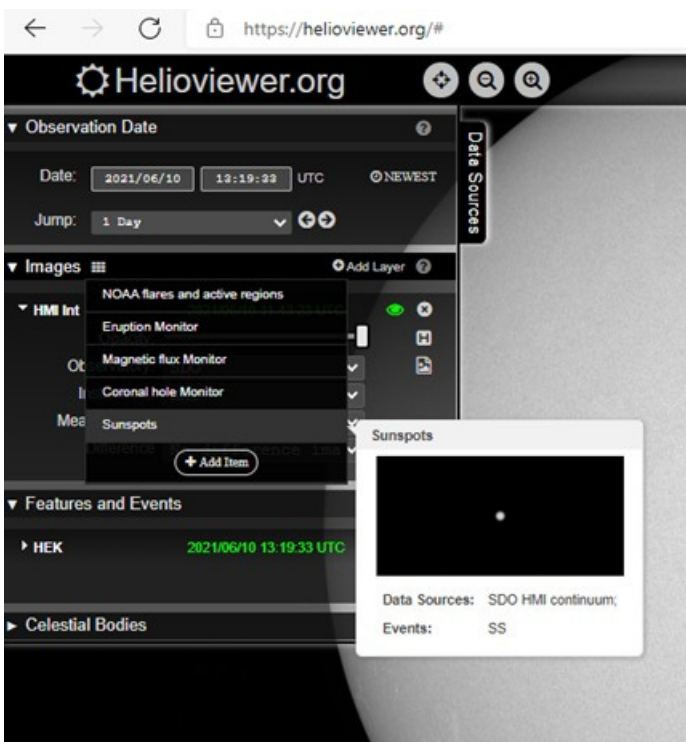 https://helioviewer.org/#
Helioviewer.org
Observation Date
Date: 2021/06/10 13:19:33 UTC NEWEST
Jump: 1 Day
Data Sources
Images Add Layer
HMI Int
NOAA flares and active regions
Eruption Monitor
Magnetic flux Monitor
Coronal hole Monitor
Sunspots
+ Add Item
Mea
Difference
Sunspots
Data Sources: SDO HMI continuum;
Events: SS
Features and Events
HEK 2021/06/10 13:19:33 UTC
Celestial Bodies